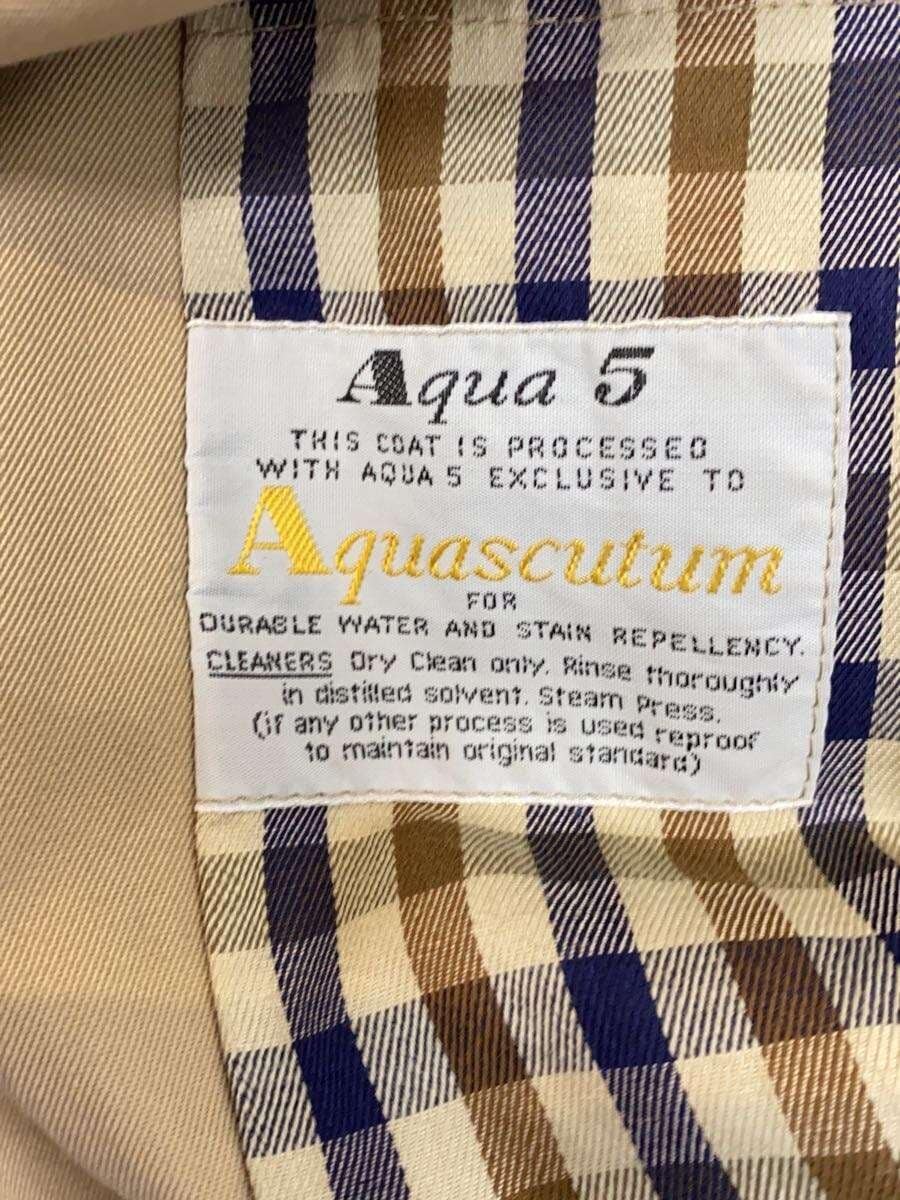 Aqua 5
THIS COAT IS PROCESSED
WITH AQUA 5 EXCLUSIVE TO
Aquascutum
FOR
DURABLE WATER AND STAIN REPELLENCY.
CLEANERS Dry Clean only. Rinse thoroughly
in distilled solvent. Steam Press.
(if any other process is used reproof
to maintain original standard)